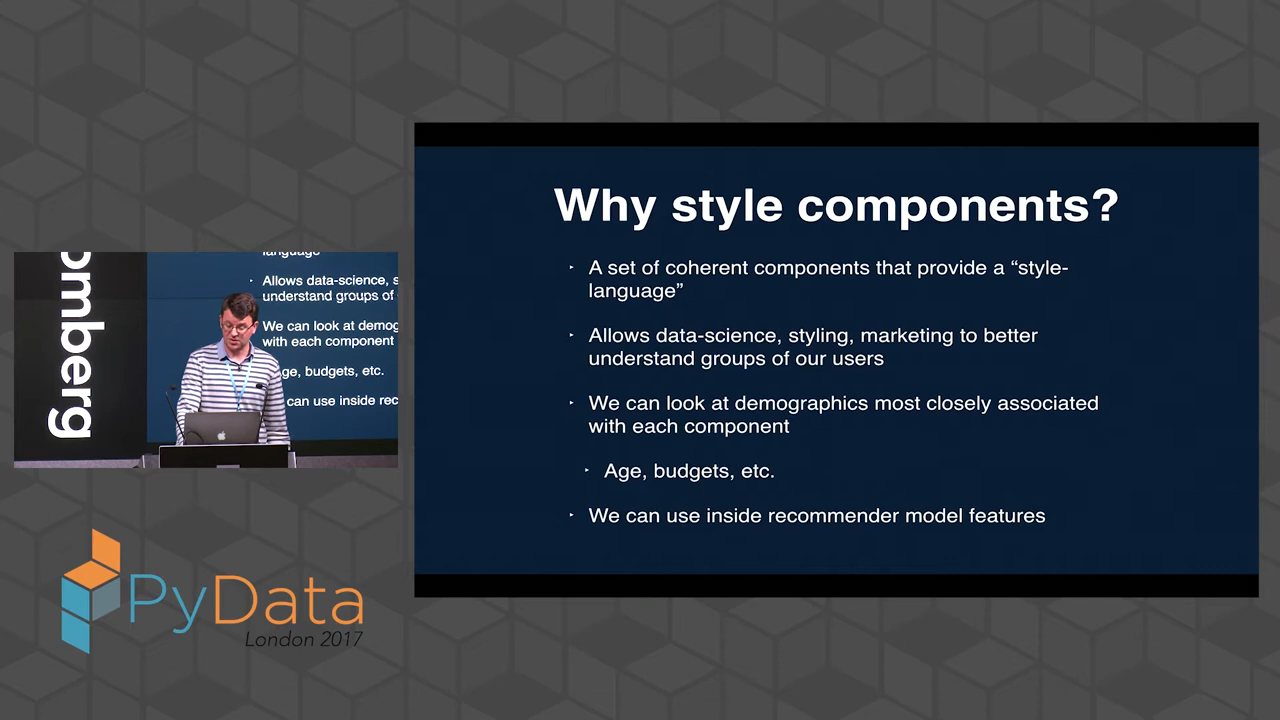 Why style components?
‣ A set of coherent components that provide a “style-
language”
‣ Allows data-science, styling, marketing to better
understand groups of our users
‣ We can look at demographics most closely associated
with each component
‣ Age, budgets, etc.
‣ We can use inside recommender model features
omberg
language
‣ Allows data-science, s
understand groups of
We can look at demog
with each component
ge, budgets, etc.
can use inside rec
PyData
London 2017